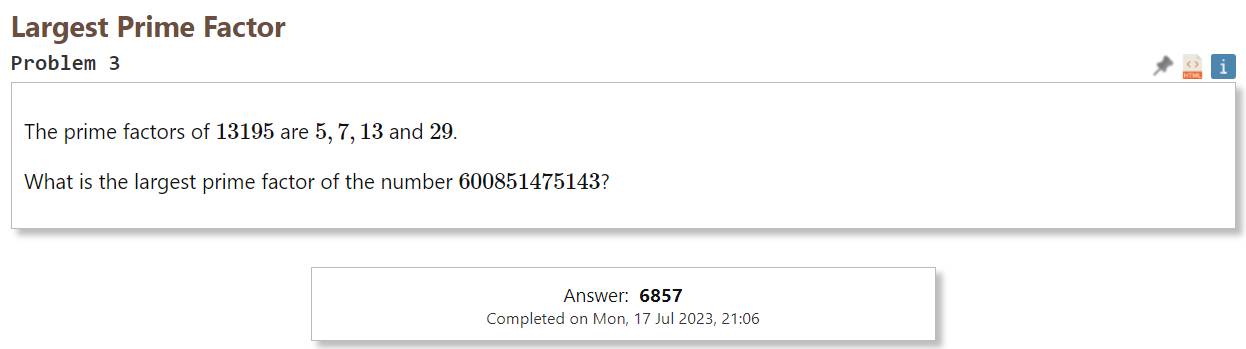 Largest Prime Factor
Problem 3
HTML
i
The prime factors of 13195 are 5, 7, 13 and 29.
What is the largest prime factor of the number 600851475143?
Answer: 6857
Completed on Mon, 17 Jul 2023, 21:06